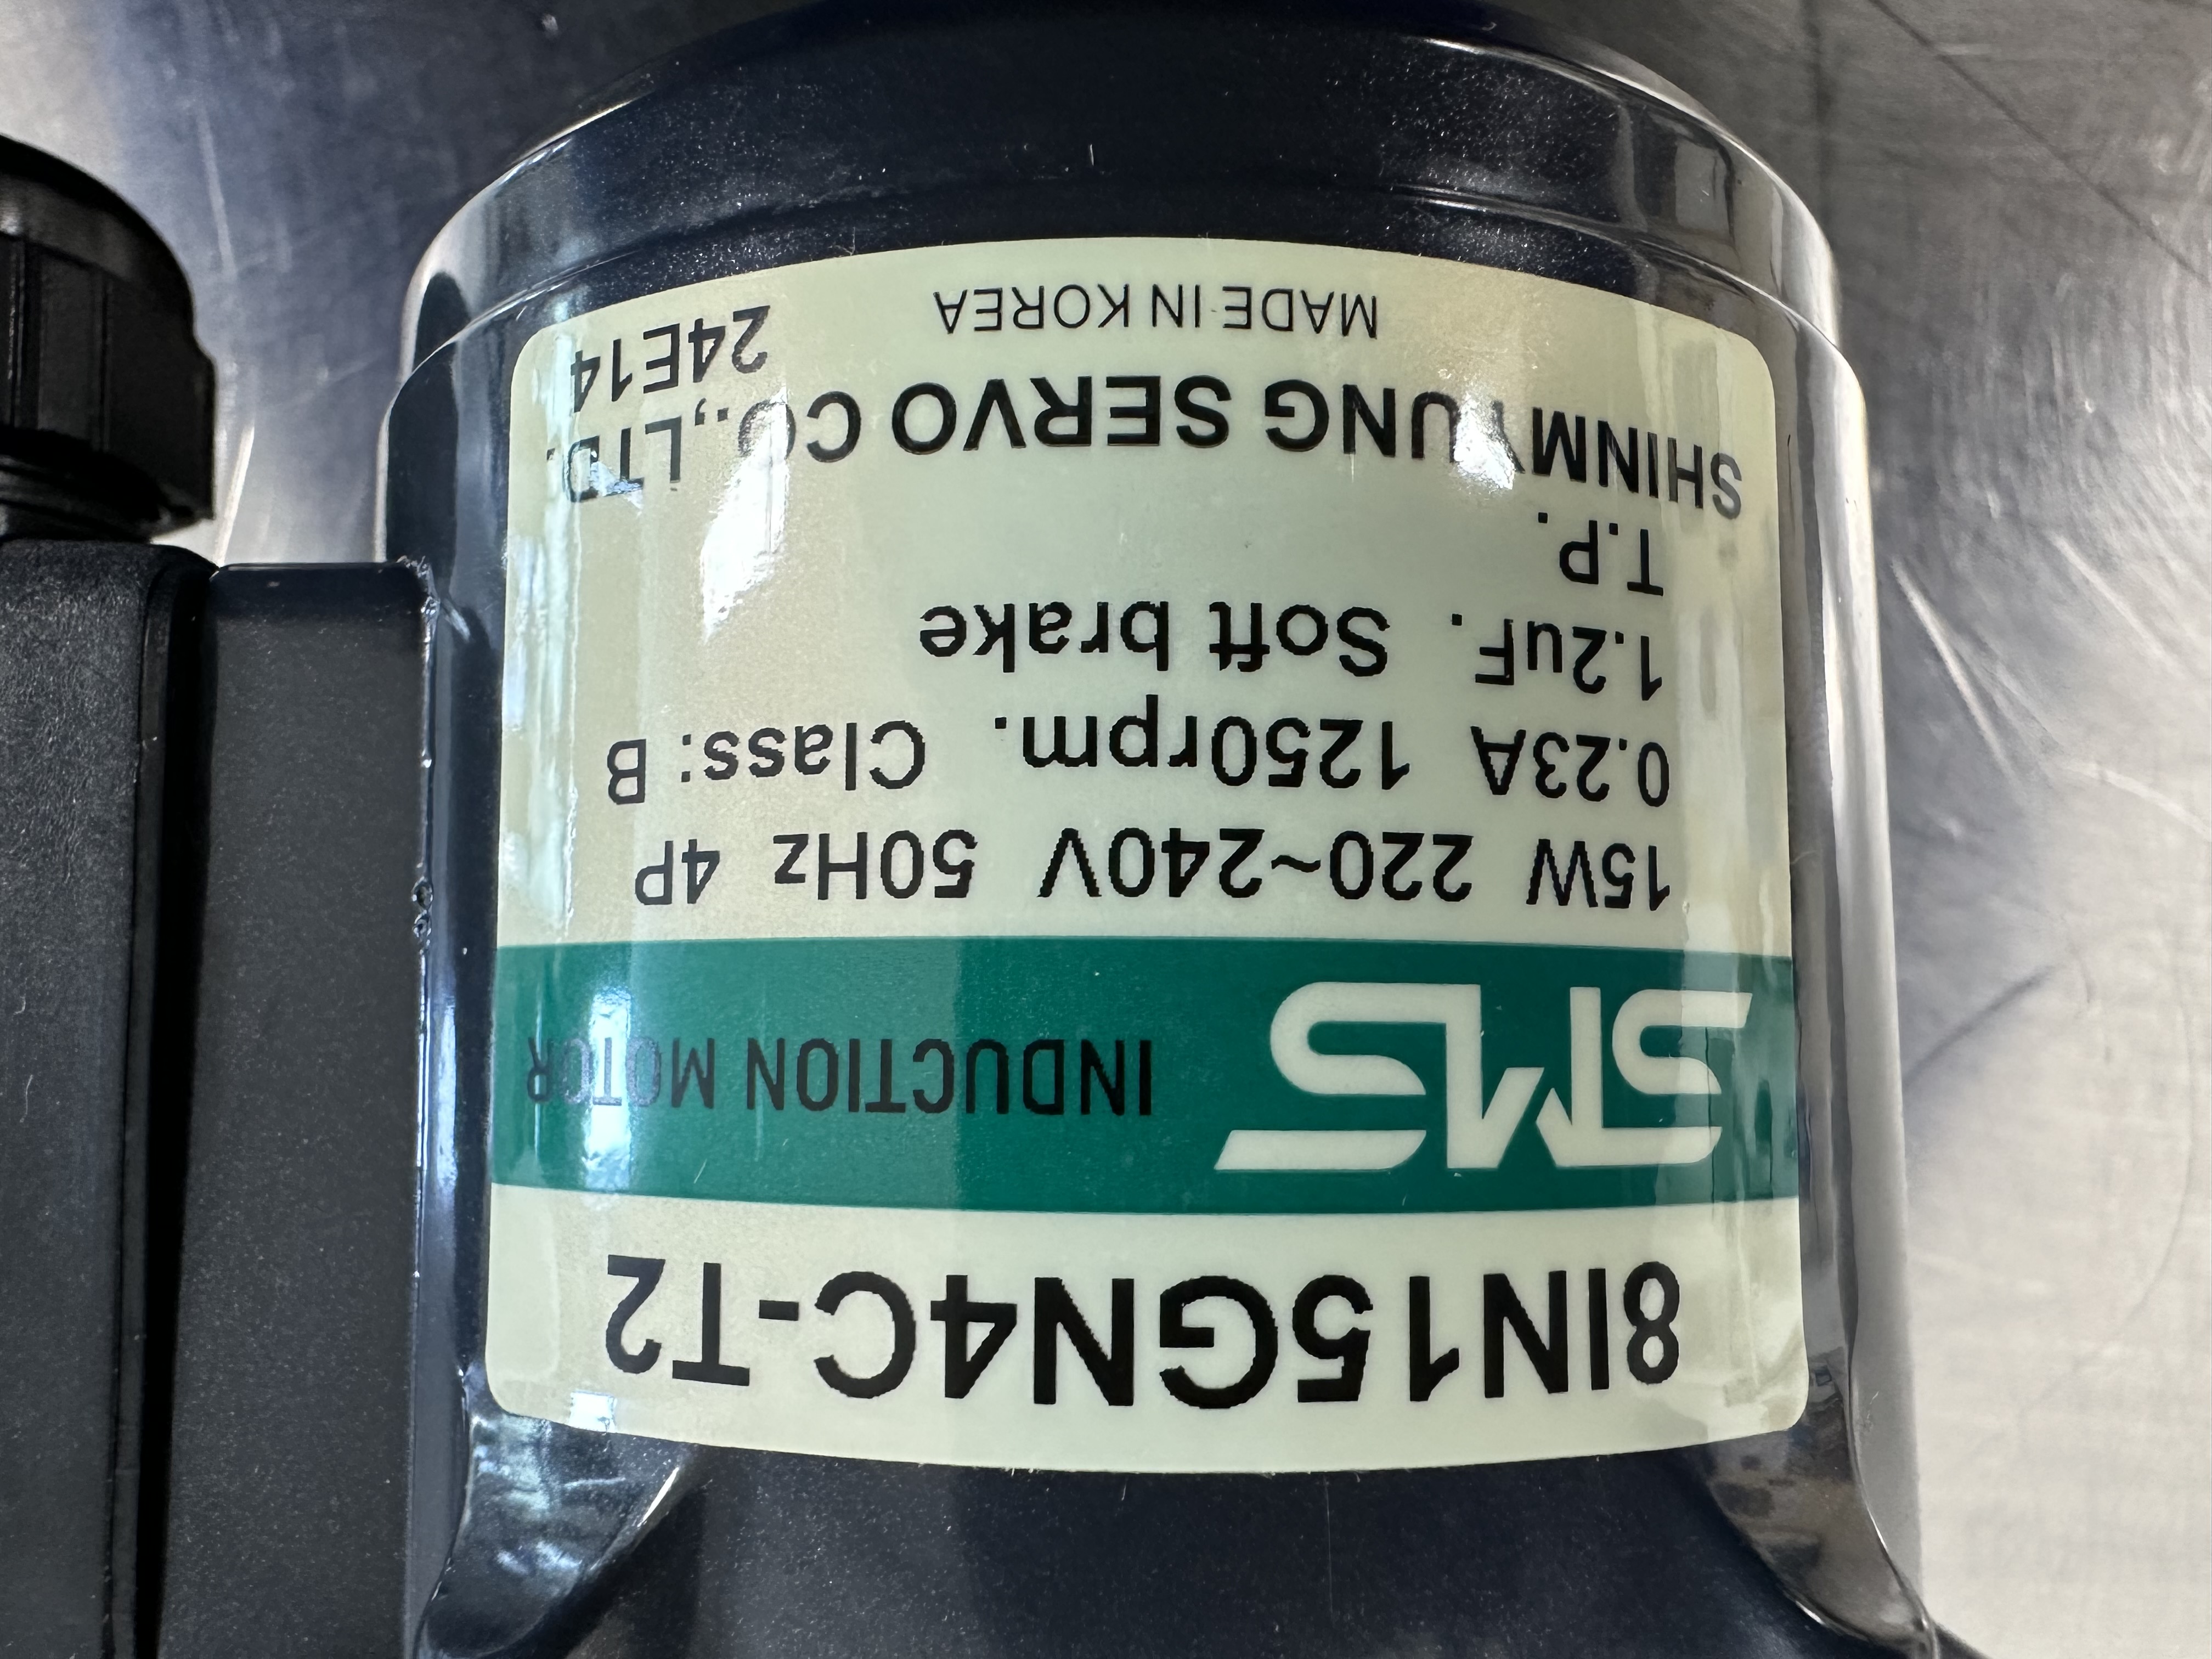 8IN15GN4C-T2
SMS INDUCTION MOTOR
15W 220~240V 50Hz 4P
0.23A 1250rpm. Class: B
1.2uF. Soft brake
T.P.
SHINMYUNG SERVO CO.,LTD.
MADE IN KOREA 24E14